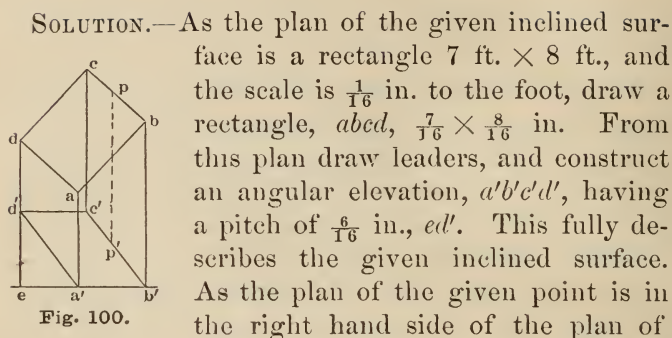 SOLUTION.—As the plan of the given inclined sur-
face is a rectangle 7 ft. × 8 ft., and
the scale is 1/16 in. to the foot, draw a
rectangle, abcd, 7/16 × 8/16 in. From
this plan draw leaders, and construct
an angular elevation, a'b'c'd', having
a pitch of 6/16 in., ed'. This fully de-
scribes the given inclined surface.
As the plan of the given point is in
the right hand side of the plan of
c
p
b
d
a
d'
c'
p'
e
a'
b'
Fig. 100.